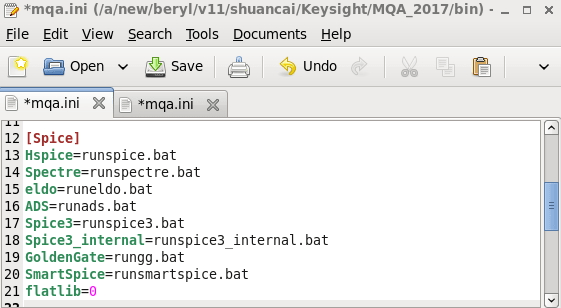 *mqa.ini (/a/new/beryl/v11/shuancai/Keysight/MQA_2017/bin) -
File Edit View Search Tools Documents Help
Open Save Undo
*mqa.ini *mqa.ini
11
12 [Spice]
13 Hspice=runspice.bat
14 Spectre=runspectre.bat
15 eldo=runeldo.bat
16 ADS=runads.bat
17 Spice3=runspice3.bat
18 Spice3_internal=runspice3_internal.bat
19 GoldenGate=rungg.bat
20 SmartSpice=runsmartspice.bat
21 flatlib=0